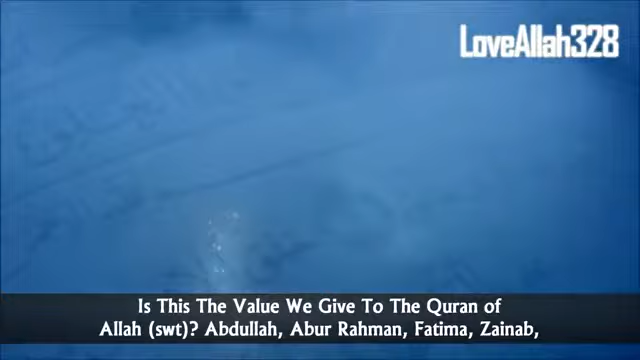 LoveAllah328
Is This The Value We Give To The Quran of
Allah (swt)? Abdullah, Abur Rahman, Fatima, Zainab,